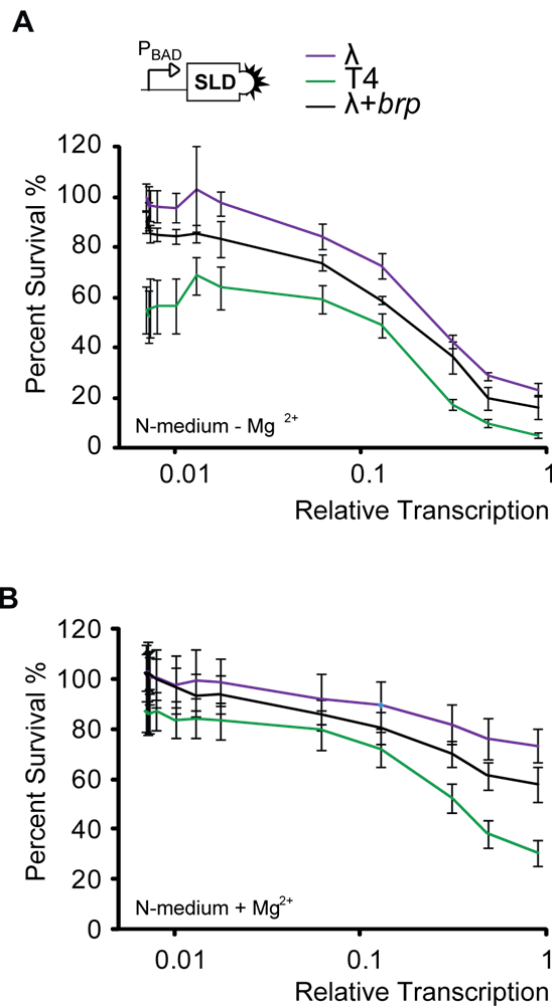 A
P BAD
SLD
λ
T4
λ+brp
120
100
80
60
40
20
0
Percent Survival %
N-medium - Mg 2+
0.01
0.1
1
Relative Transcription
B
120
100
80
60
40
20
0
Percent Survival %
N-medium + Mg2+
0.01
0.1
1
Relative Transcription